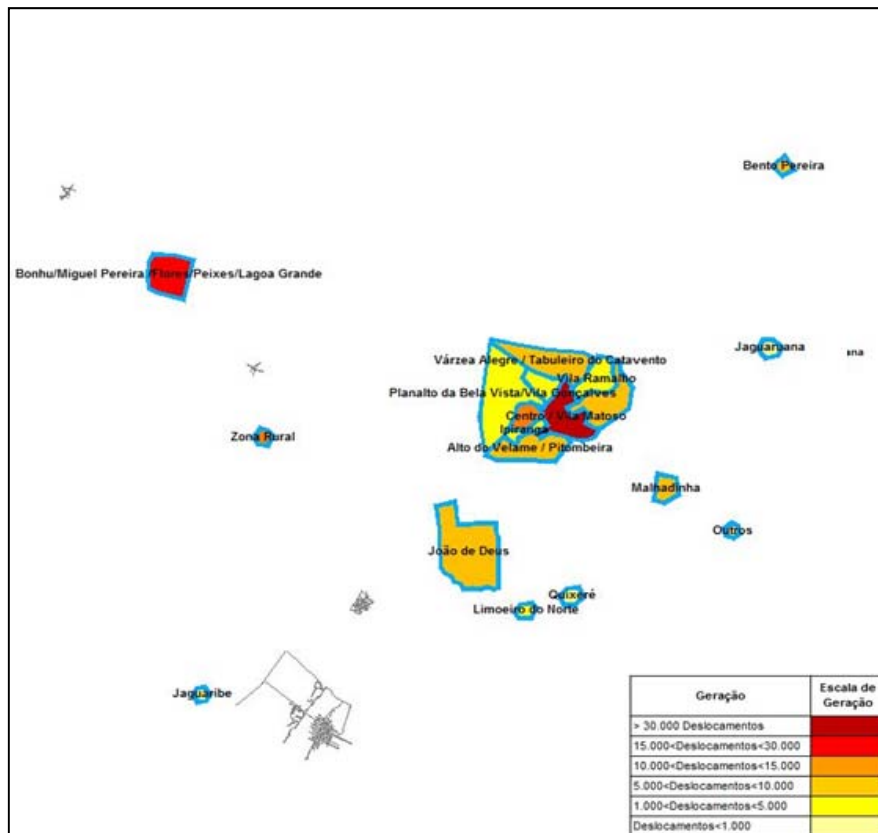 Bento Pereira
Bonhu/Miguel Pereira /Flores/Peixes/Lagoa Grande
Jaguaruana
ana
Várzea Alegre / Tabuleiro do Catavento
Vila Ramalho
Planalto da Bela Vista/Vila Gonçalves
Centro / Vila Matoso
Ipiranga
Zona Rural
Alto do Velame / Pitombeira
Malhadinha
Outros
João de Deus
Quixeré
Limoeiro do Norte
Jaguaribe
Geração Escala de Geração
> 30.000 Deslocamentos
15.000<Deslocamentos<30.000
10.000<Deslocamentos<15.000
5.000<Deslocamentos<10.000
1.000<Deslocamentos<5.000
Deslocamentos<1.000